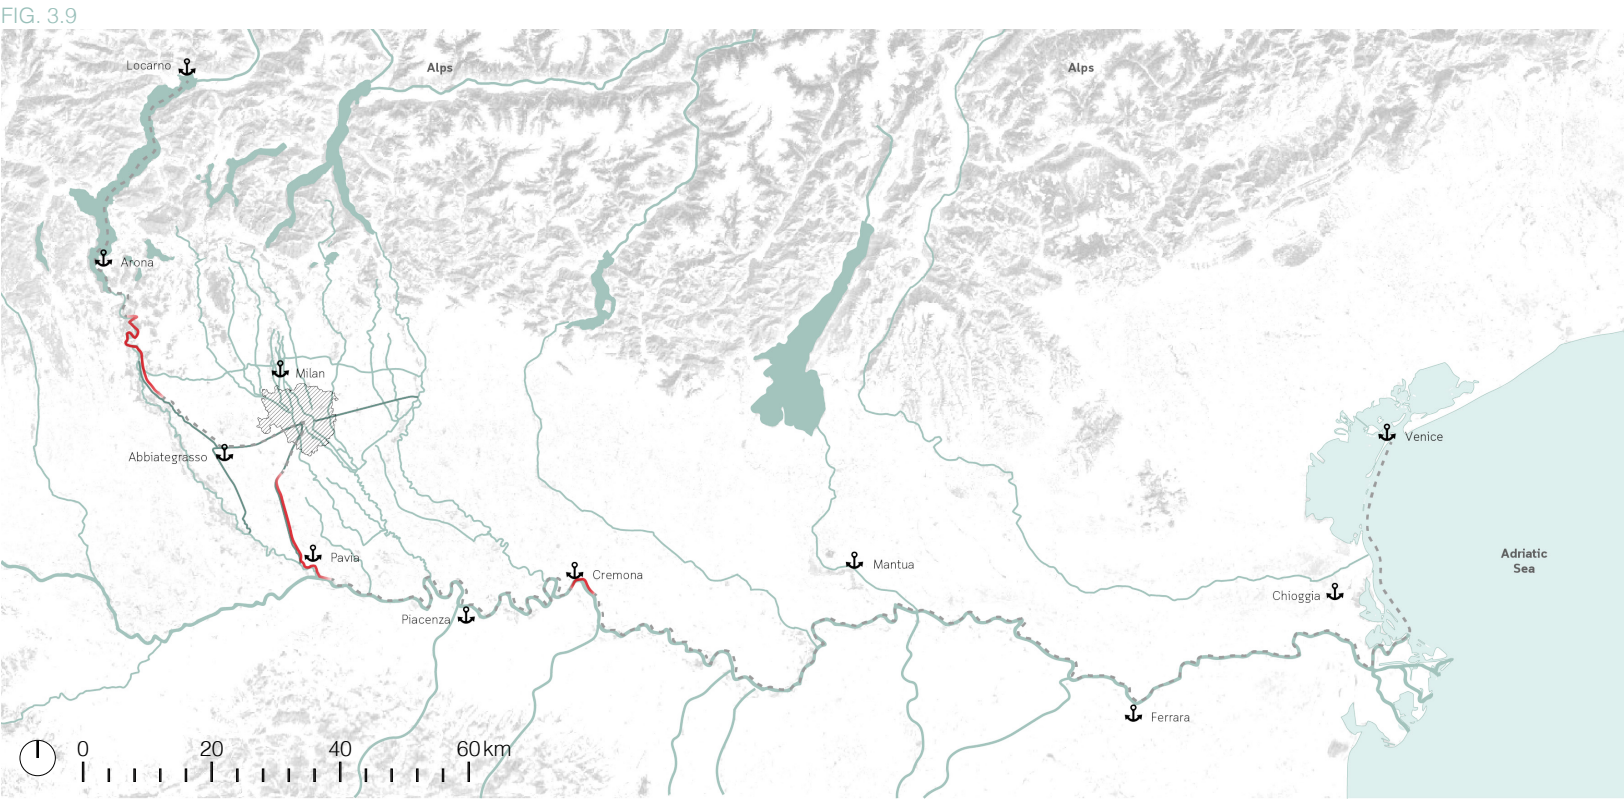 FIG. 3.9
Locarno
Alps
Alps
Arona
Milan
Abbiategrasso
Venice
Pavia
Adriatic
Sea
Mantua
Cremona
Chioggia
Piacenza
Ferrara
0 20 40 60 km